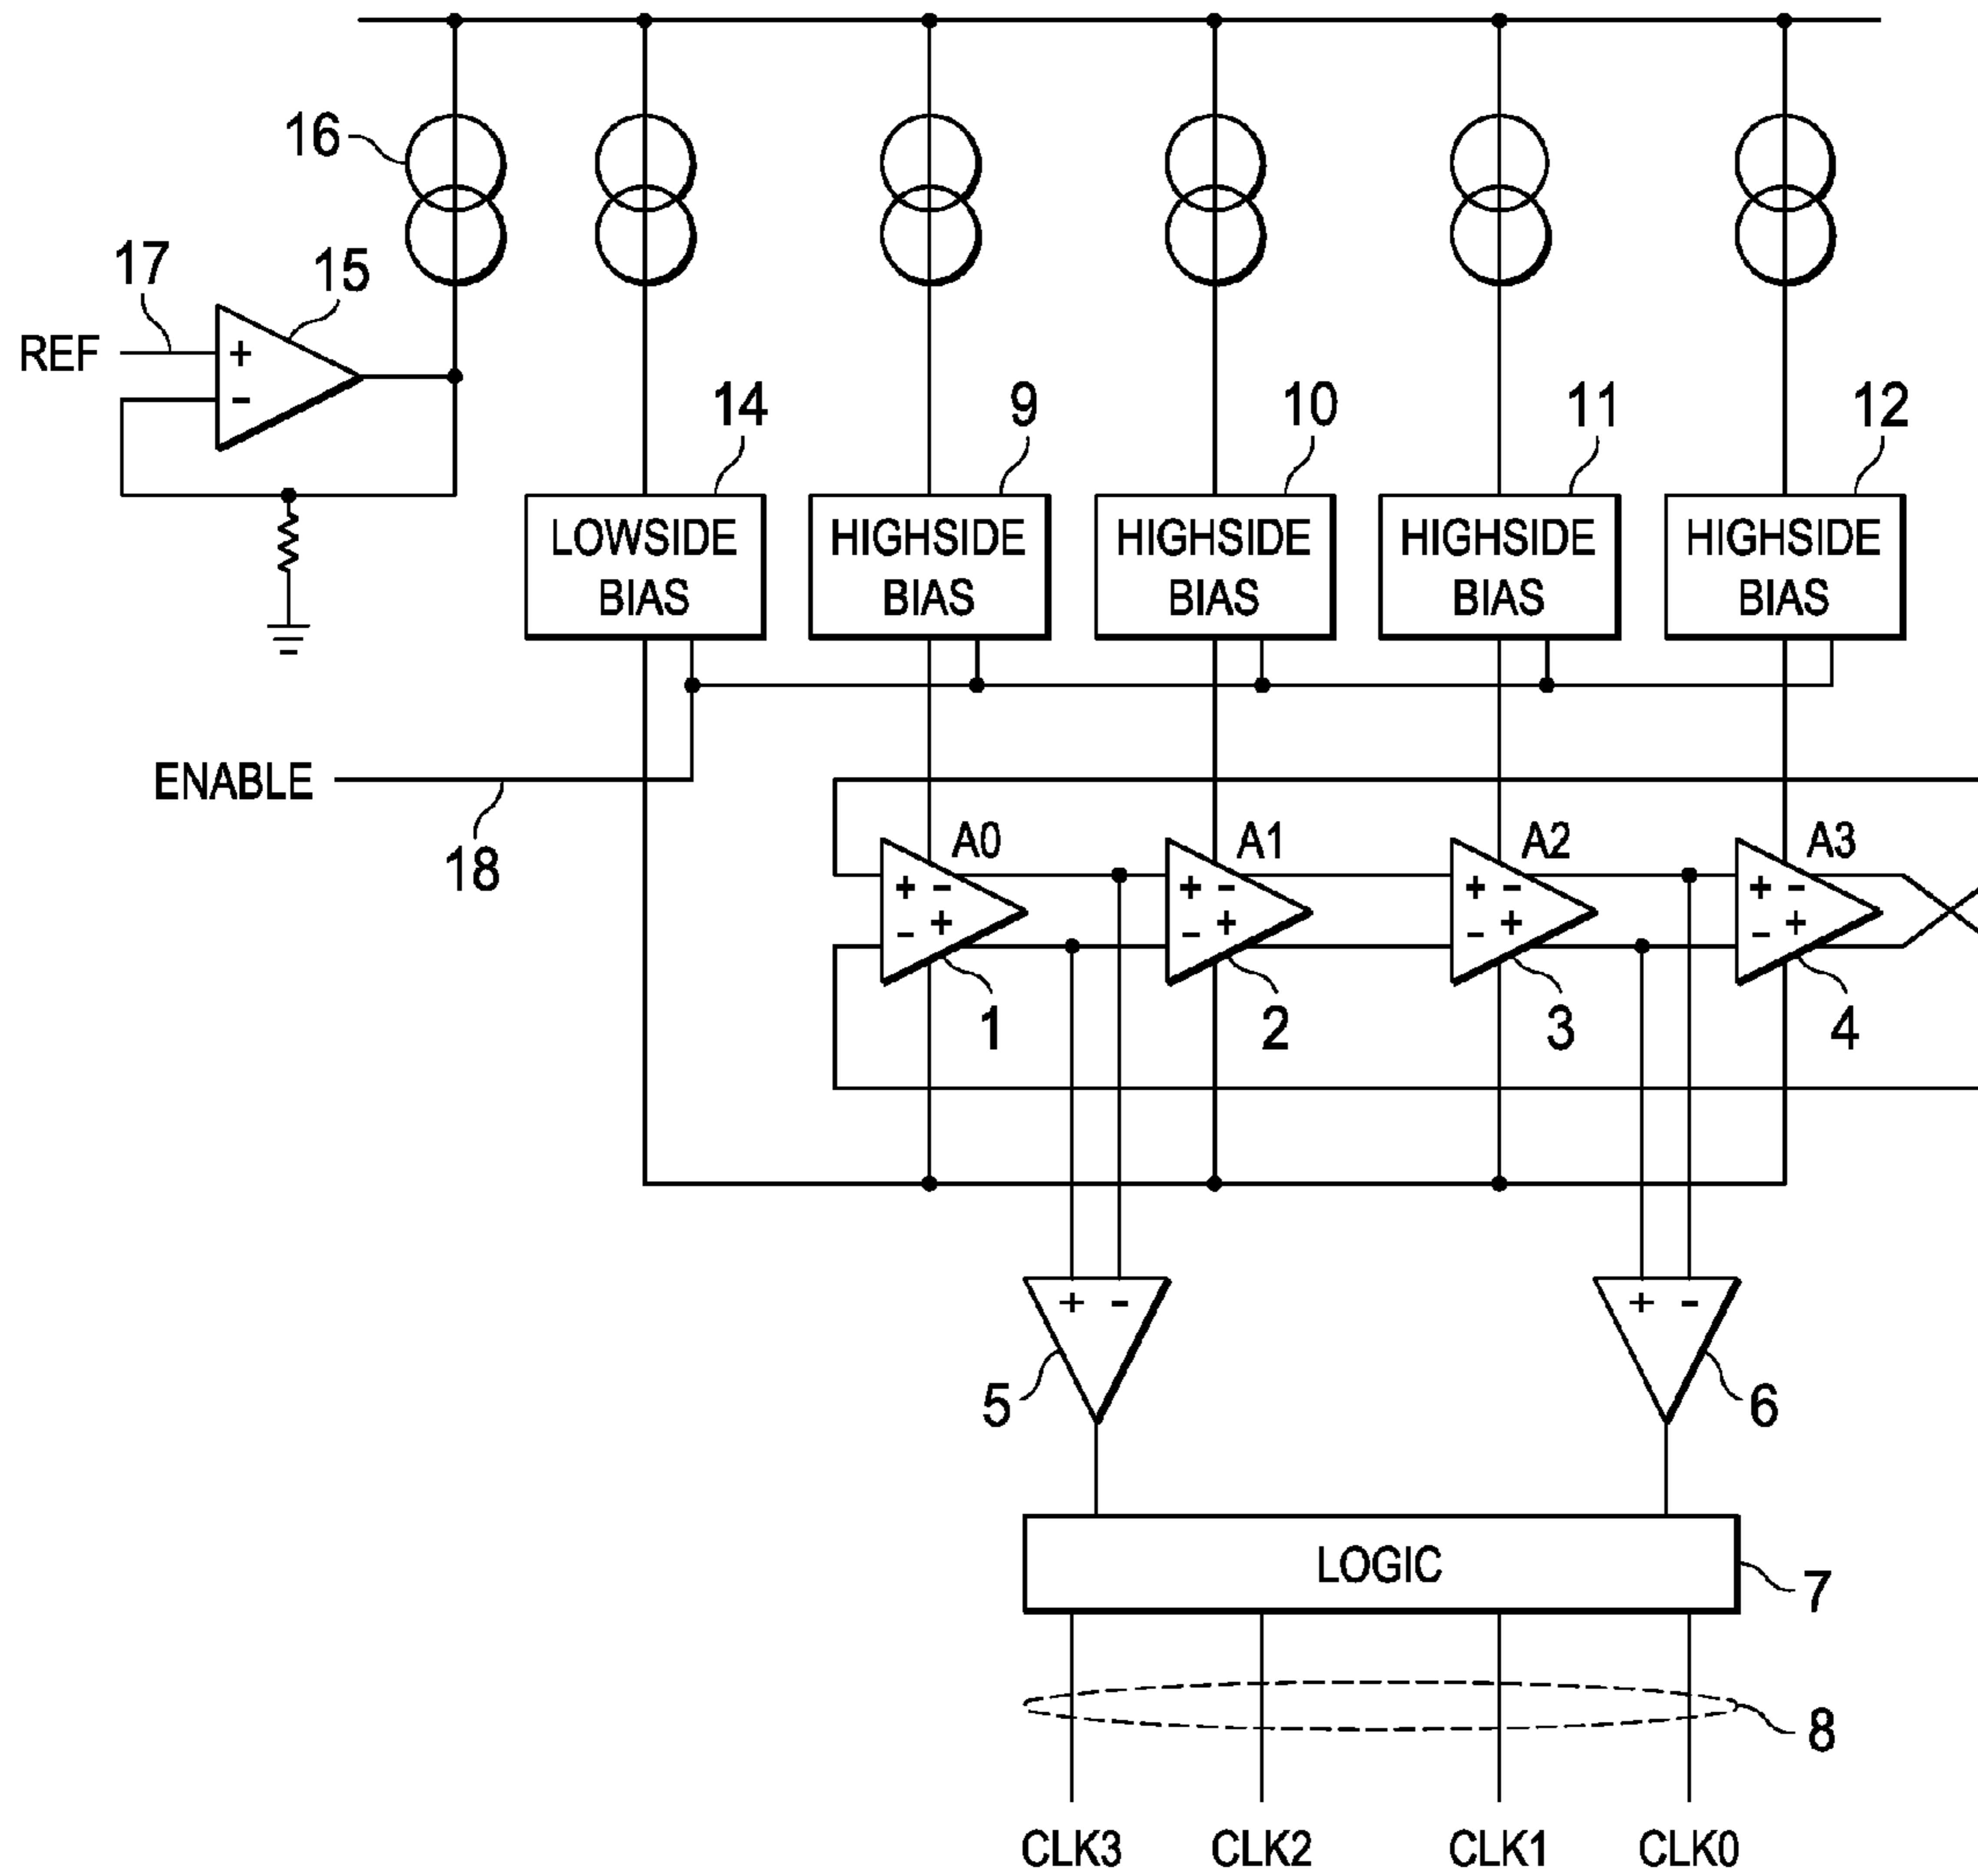 16
17
15
REF
+
-
14
9
10
11
12
LOWSIDE
BIAS
HIGHSIDE
BIAS
HIGHSIDE
BIAS
HIGHSIDE
BIAS
HIGHSIDE
BIAS
ENABLE
18
A0
A1
A2
A3
+ -
- +
+ -
- +
+ -
- +
+ -
- +
1
2
3
4
+ -
+ -
5
6
LOGIC
7
8
CLK3
CLK2
CLK1
CLK0